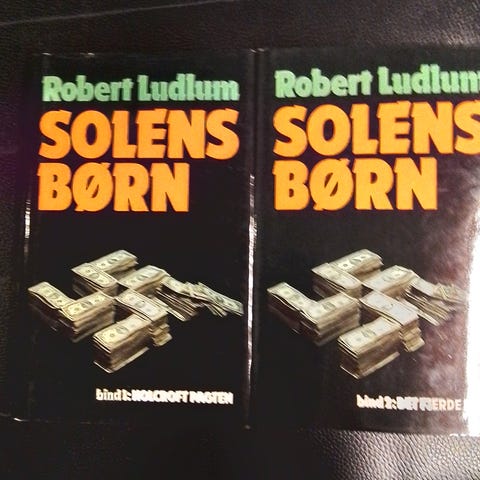 Robert Ludlum
SOLENS
BØRN
bind 1: HOLCROFT PAGTEN
Robert Ludlum
SOLENS
BØRN
bind 2: DET FJERDE